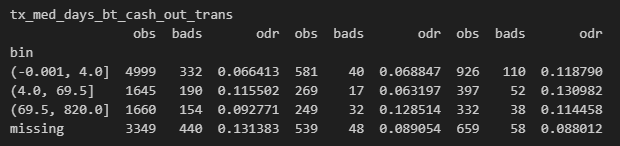 tx_med_days_bt_cash_out_trans
obs bads odr obs bads odr obs bads odr
bin
(-0.001, 4.0] 4999 332 0.066413 581 40 0.068847 926 110 0.118790
(4.0, 69.5] 1645 190 0.115502 269 17 0.063197 397 52 0.130982
(69.5, 820.0] 1660 154 0.092771 249 32 0.128514 332 38 0.114458
missing 3349 440 0.131383 539 48 0.089054 659 58 0.088012